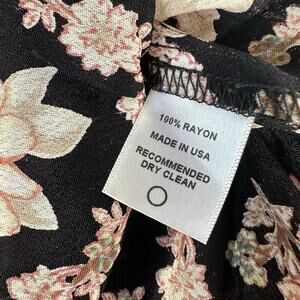 100% RAYON
MADE IN USA
RECOMMENDED
DRY CLEAN